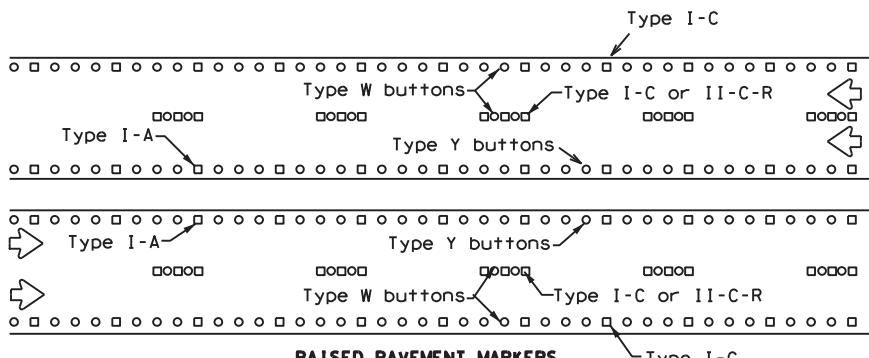 Type I-C
Type W buttons
Type I-C or II-C-R
Type I-A
Type Y buttons
Type I-A
Type Y buttons
Type W buttons
Type I-C or II-C-R
RAISED PAVEMENT MARKERS
Type I-C